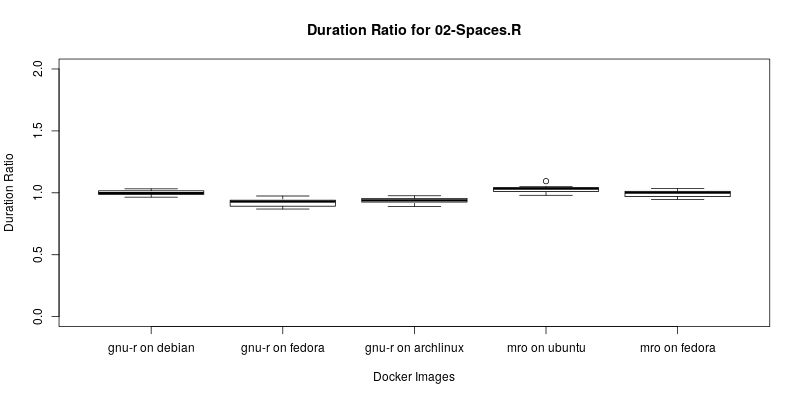 Duration Ratio for 02-Spaces.R
Duration Ratio
2.0
1.5
1.0
0.5
0.0
gnu-r on debian
gnu-r on fedora
gnu-r on archlinux
mro on ubuntu
mro on fedora
Docker Images